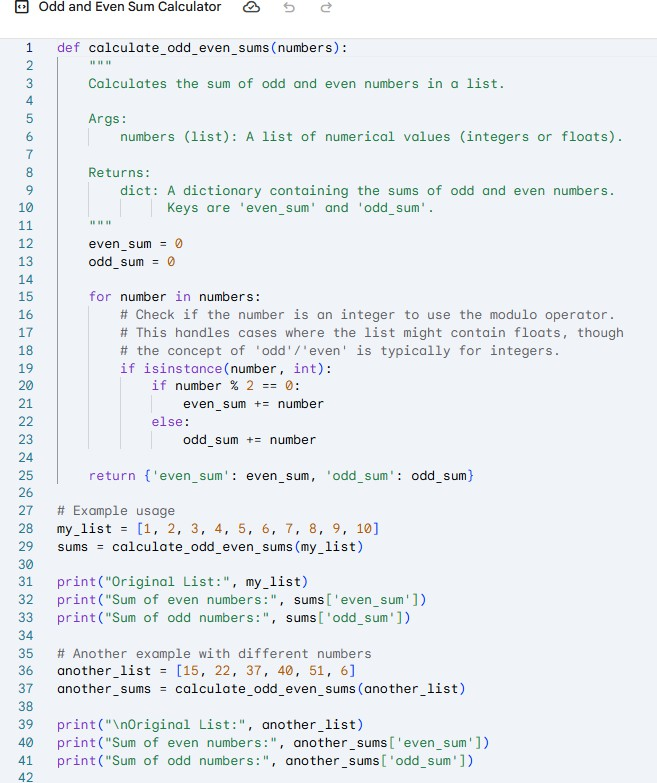 Odd and Even Sum Calculator
1 def calculate_odd_even_sums(numbers):
2     """
3     Calculates the sum of odd and even numbers in a list.
4
5     Args:
6         numbers (list): A list of numerical values (integers or floats).
7
8     Returns:
9         dict: A dictionary containing the sums of odd and even numbers.
10               Keys are 'even_sum' and 'odd_sum'.
11     """
12     even_sum = 0
13     odd_sum = 0
14
15     for number in numbers:
16         # Check if the number is an integer to use the modulo operator.
17         # This handles cases where the list might contain floats, though
18         # the concept of 'odd'/'even' is typically for integers.
19         if isinstance(number, int):
20             if number % 2 == 0:
21                 even_sum += number
22             else:
23                 odd_sum += number
24
25     return {'even_sum': even_sum, 'odd_sum': odd_sum}
26
27 # Example usage
28 my_list = [1, 2, 3, 4, 5, 6, 7, 8, 9, 10]
29 sums = calculate_odd_even_sums(my_list)
30
31 print("Original List:", my_list)
32 print("Sum of even numbers:", sums['even_sum'])
33 print("Sum of odd numbers:", sums['odd_sum'])
34
35 # Another example with different numbers
36 another_list = [15, 22, 37, 40, 51, 6]
37 another_sums = calculate_odd_even_sums(another_list)
38
39 print("\nOriginal List:", another_list)
40 print("Sum of even numbers:", another_sums['even_sum'])
41 print("Sum of odd numbers:", another_sums['odd_sum'])
42